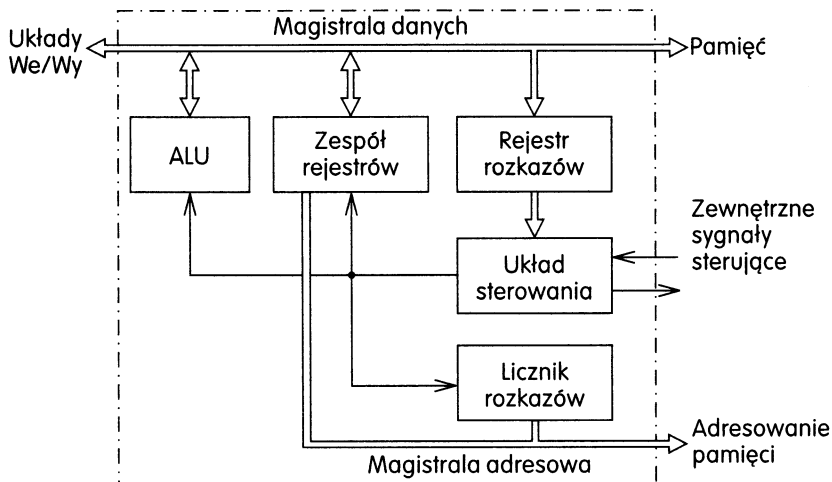 Magistrala danych
Układy
We/Wy
Pamięć
ALU
Zespół
rejestrów
Rejestr
rozkazów
Zewnętrzne
sygnały
sterujące
Układ
sterowania
Licznik
rozkazów
Adresowanie
pamięci
Magistrala adresowa